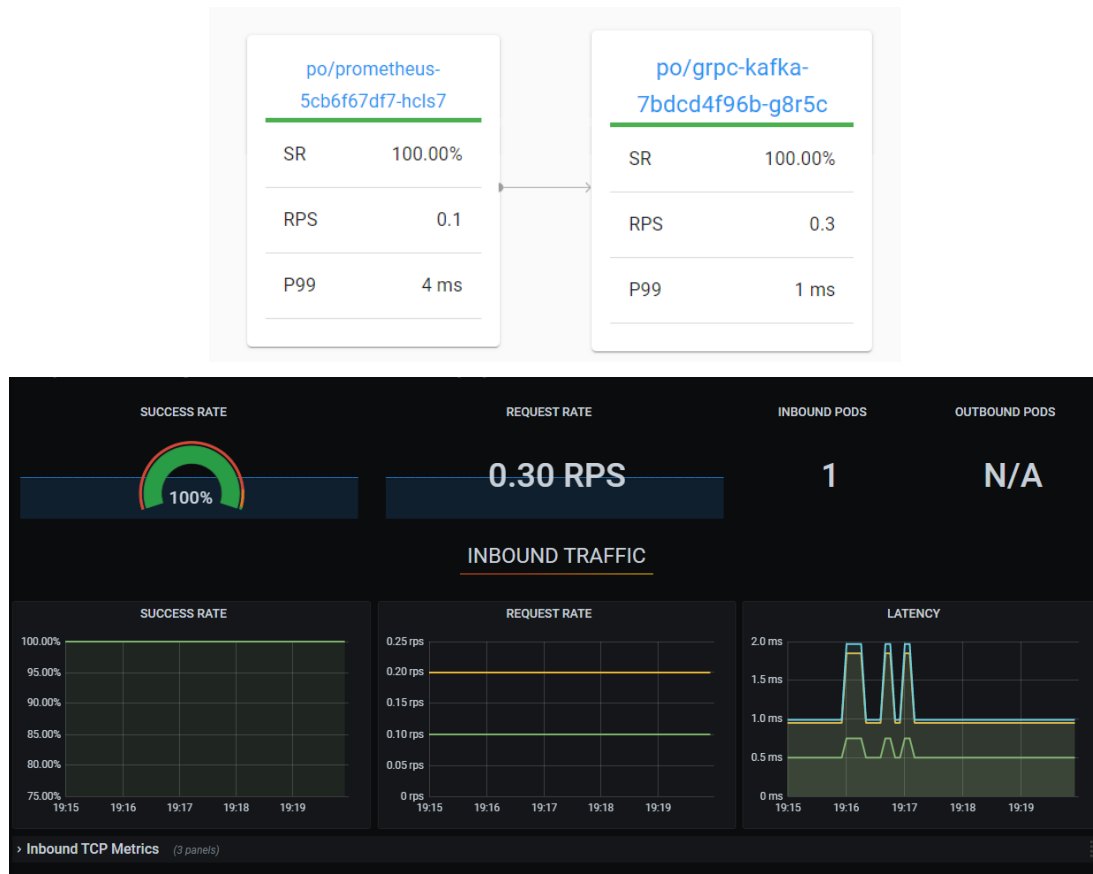 po/prometheus-
5cb6f67df7-hcls7
SR 100.00%
RPS 0.1
P99 4 ms
po/grpc-kafka-
7bdcd4f96b-g8r5c
SR 100.00%
RPS 0.3
P99 1 ms
SUCCESS RATE
100%
REQUEST RATE
0.30 RPS
INBOUND PODS
1
OUTBOUND PODS
N/A
INBOUND TRAFFIC
SUCCESS RATE
100.00%
95.00%
90.00%
85.00%
80.00%
75.00%
19:15 19:16 19:17 19:18 19:19
REQUEST RATE
0.25 rps
0.20 rps
0.15 rps
0.10 rps
0.05 rps
0 rps
19:15 19:16 19:17 19:18 19:19
LATENCY
2.0 ms
1.5 ms
1.0 ms
0.5 ms
0 ms
19:15 19:16 19:17 19:18 19:19
› Inbound TCP Metrics (3 panels)